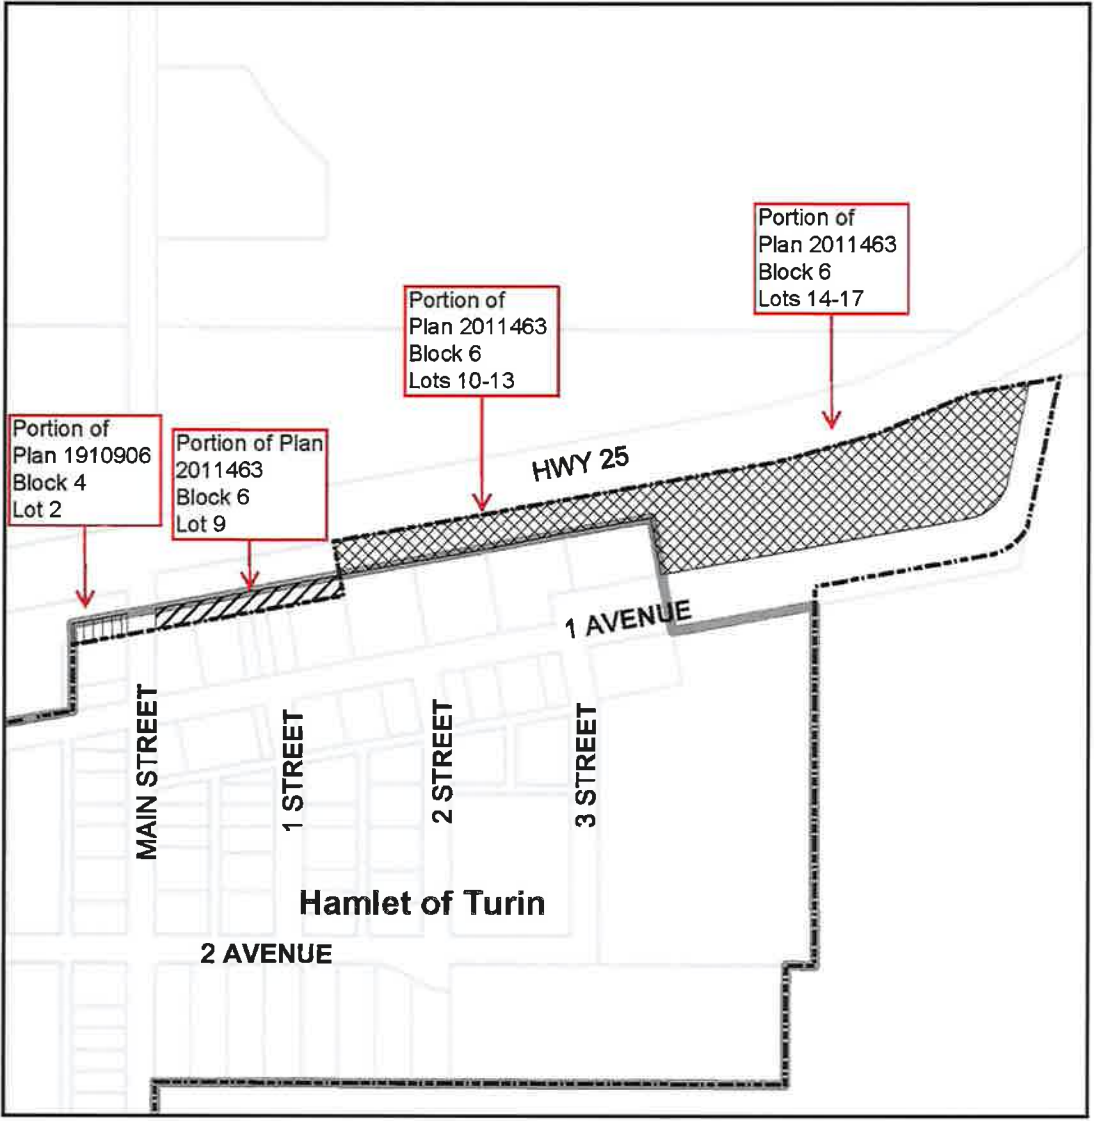 Portion of
Plan 2011463
Block 6
Lots 14-17
Portion of
Plan 2011463
Block 6
Lots 10-13
Portion of
Plan 1910906
Block 4
Lot 2
Portion of Plan
2011463
Block 6
Lot 9
HWY 25
1 AVENUE
MAIN STREET
1 STREET
2 STREET
3 STREET
Hamlet of Turin
2 AVENUE